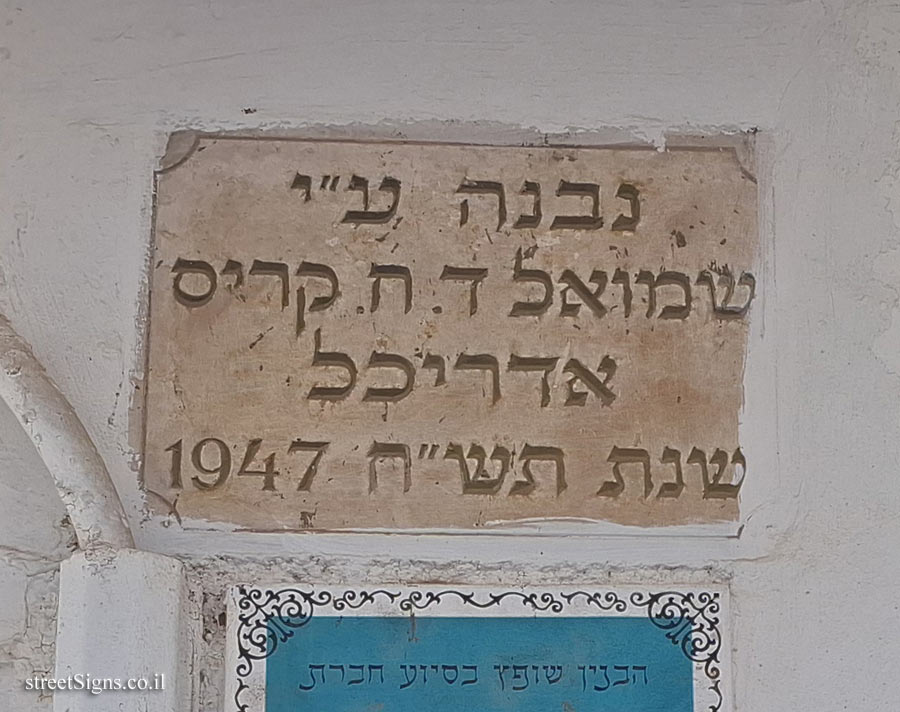 נבנה ע״י
שמואל ד. ח. קריס
אדריכל
שנת תש״ח 1947
הבנין שופץ בסיוע חברת
streetSigns.co.il